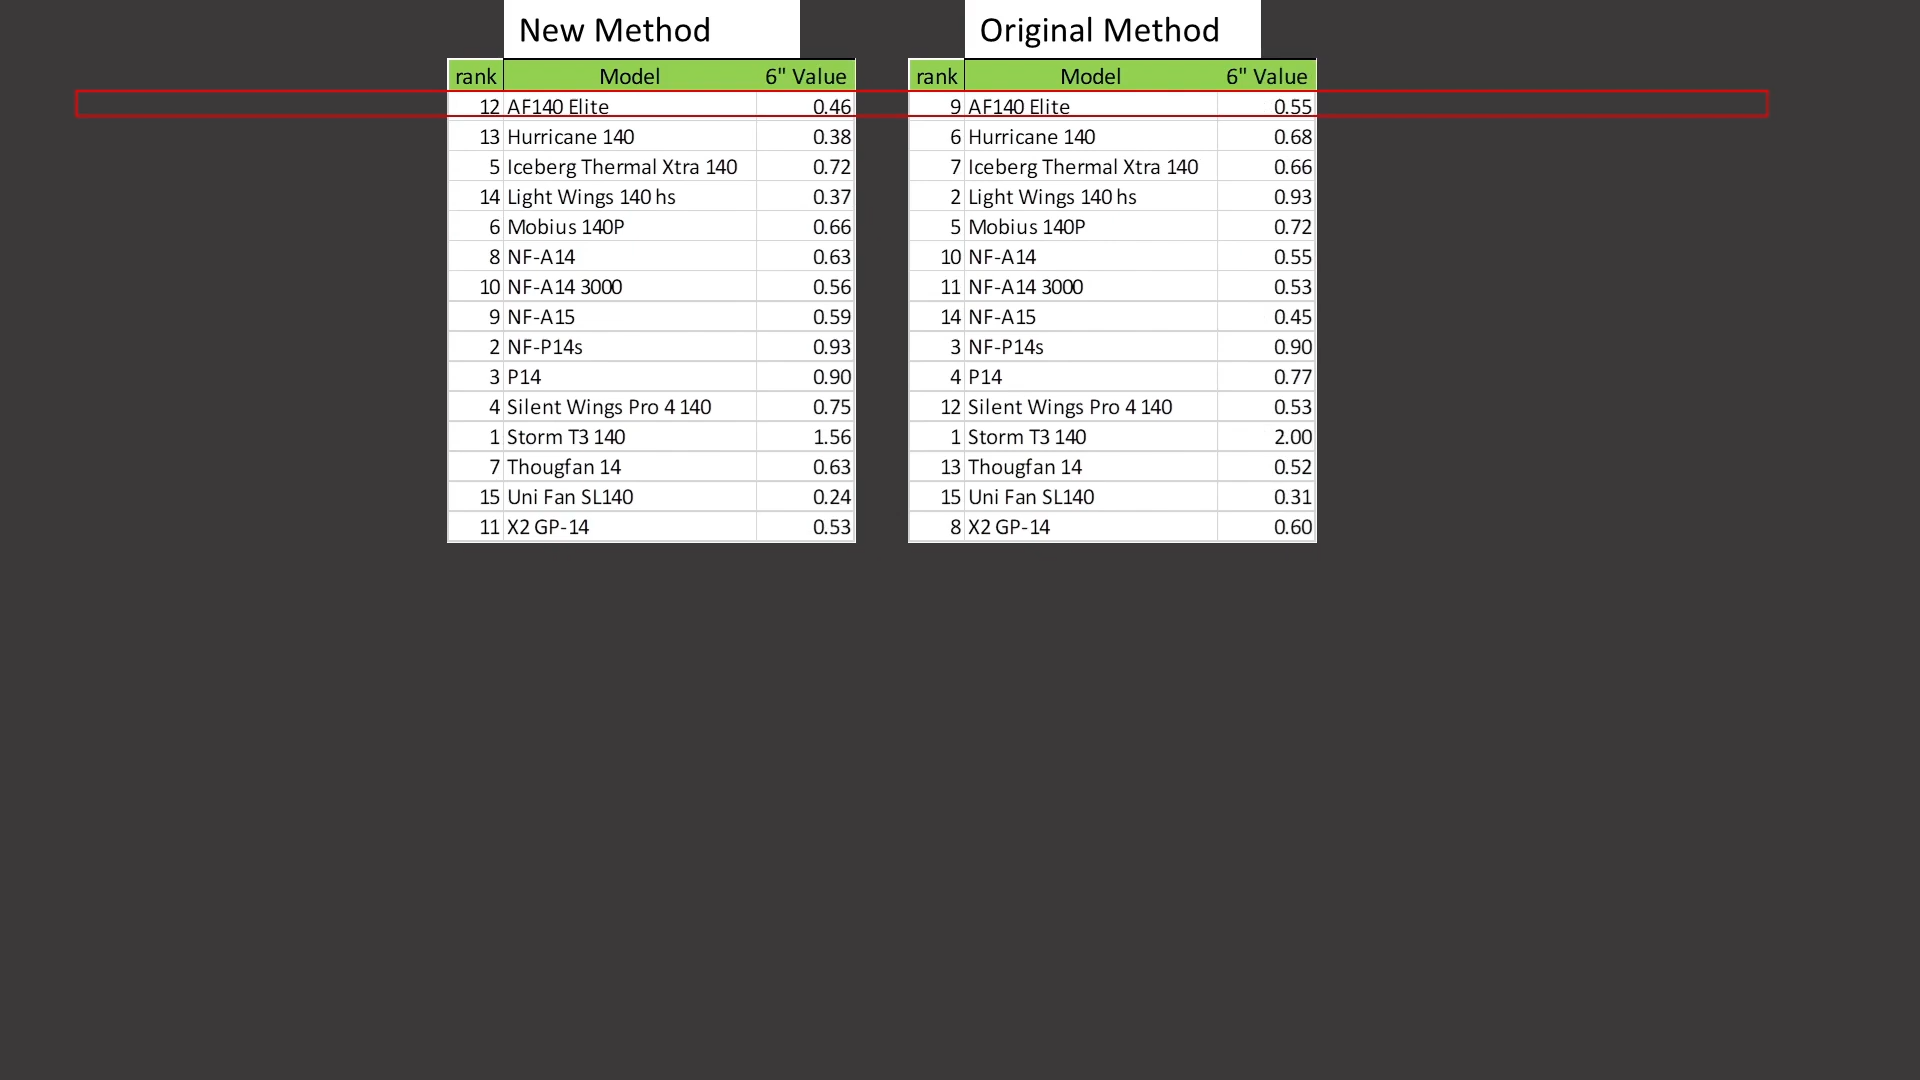 New Method
rank Model 6" Value
12 AF140 Elite 0.46
13 Hurricane 140 0.38
5 Iceberg Thermal Xtra 140 0.72
14 Light Wings 140 hs 0.37
6 Mobius 140P 0.66
8 NF-A14 0.63
10 NF-A14 3000 0.56
9 NF-A15 0.59
2 NF-P14s 0.93
3 P14 0.90
4 Silent Wings Pro 4 140 0.75
1 Storm T3 140 1.56
7 Thougfan 14 0.63
15 Uni Fan SL140 0.24
11 X2 GP-14 0.53
Original Method
rank Model 6" Value
9 AF140 Elite 0.55
6 Hurricane 140 0.68
7 Iceberg Thermal Xtra 140 0.66
2 Light Wings 140 hs 0.93
5 Mobius 140P 0.72
10 NF-A14 0.55
11 NF-A14 3000 0.53
14 NF-A15 0.45
3 NF-P14s 0.90
4 P14 0.77
12 Silent Wings Pro 4 140 0.53
1 Storm T3 140 2.00
13 Thougfan 14 0.52
15 Uni Fan SL140 0.31
8 X2 GP-14 0.60